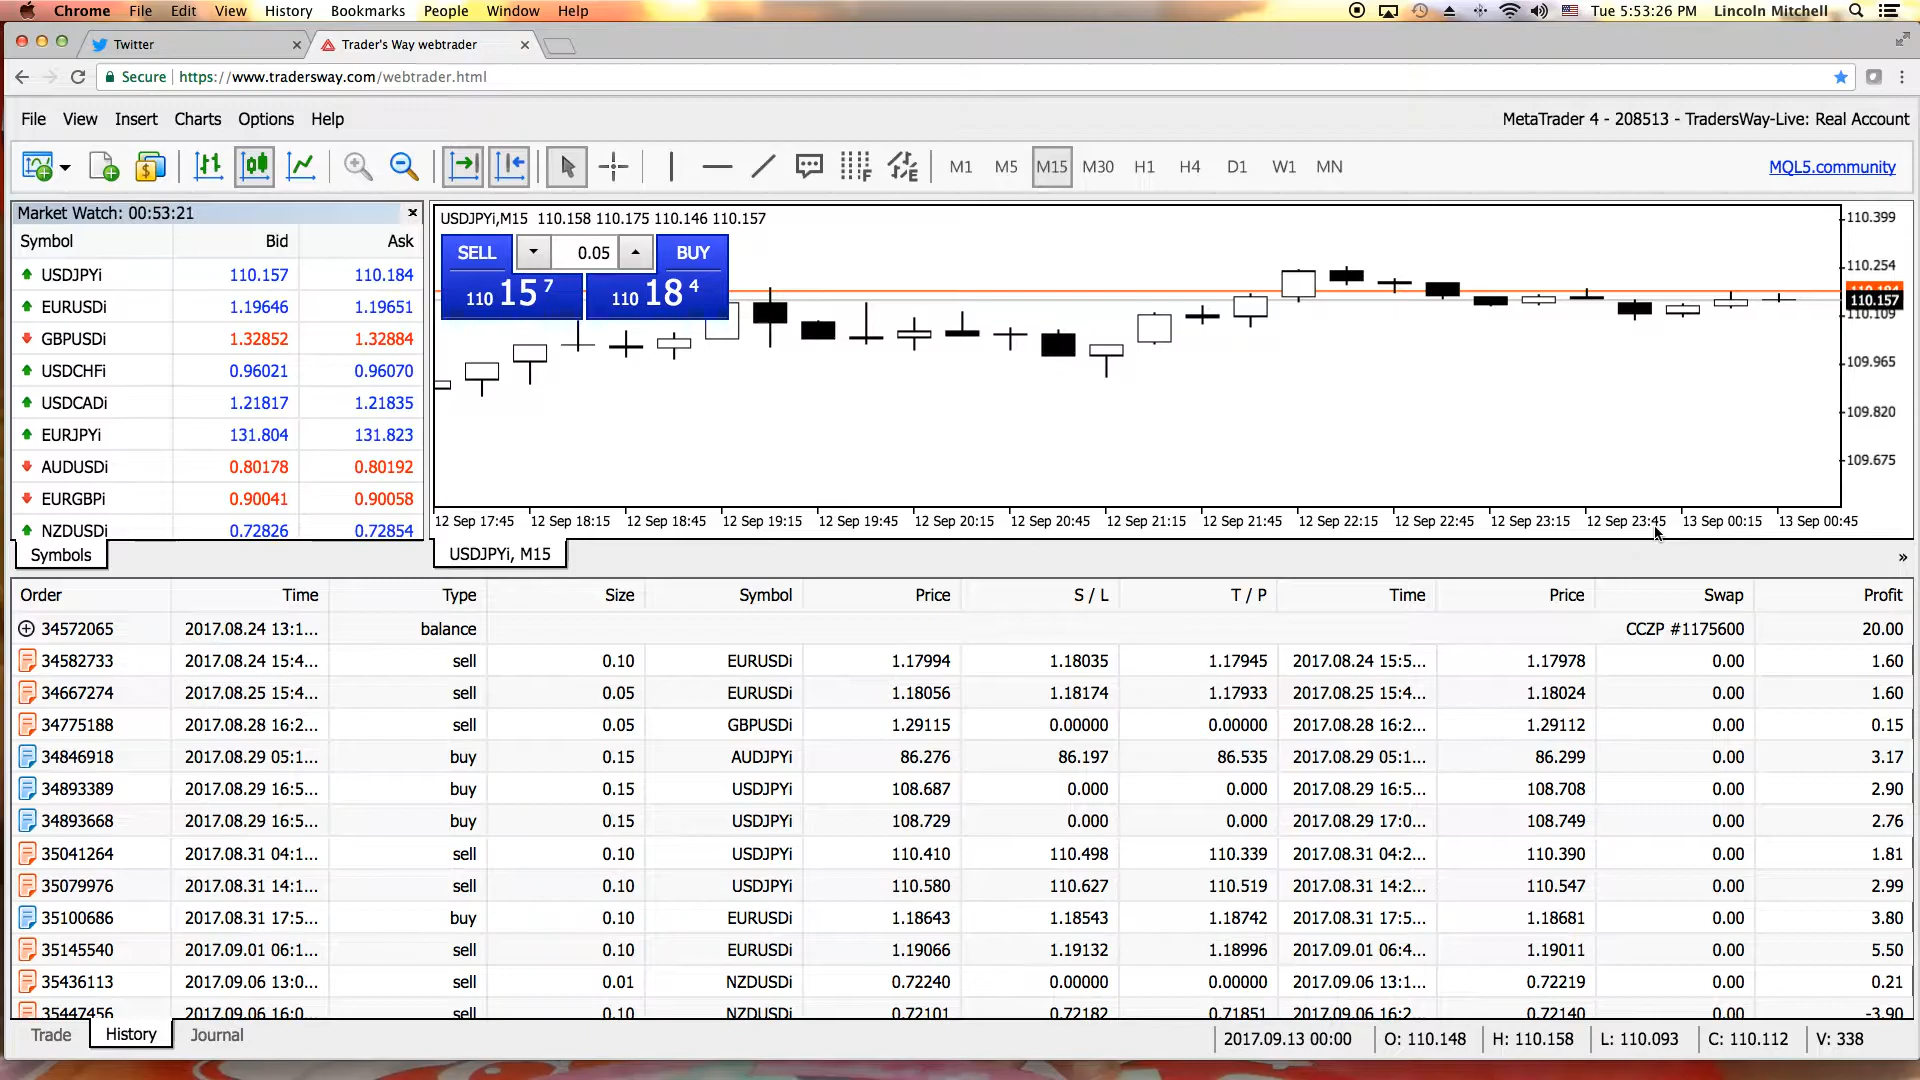 Chrome File Edit View History Bookmarks People Window Help Tue 5:53:26 PM Lincoln Mitchell
Twitter Trader's Way webtrader
Secure https://www.tradersway.com/webtrader.html
File View Insert Charts Options Help MetaTrader 4 - 208513 - TradersWay-Live: Real Account
M1 M5 M15 M30 H1 H4 D1 W1 MN MQL5.community
Market Watch: 00:53:21
Symbol Bid Ask
USDJPYi 110.157 110.184
EURUSDi 1.19646 1.19651
GBPUSDi 1.32852 1.32884
USDCHFi 0.96021 0.96070
USDCADi 1.21817 1.21835
EURJPYi 131.804 131.823
AUDUSDi 0.80178 0.80192
EURGBPi 0.90041 0.90058
NZDUSDi 0.72826 0.72854
Symbols
USDJPYi,M15 110.158 110.175 110.146 110.157
SELL 0.05 BUY
110 15 7 110 18 4
110.399
110.254
110.157
110.109
109.965
109.820
109.675
12 Sep 17:45 12 Sep 18:15 12 Sep 18:45 12 Sep 19:15 12 Sep 19:45 12 Sep 20:15 12 Sep 20:45 12 Sep 21:15 12 Sep 21:45 12 Sep 22:15 12 Sep 22:45 12 Sep 23:15 12 Sep 23:45 13 Sep 00:15 13 Sep 00:45
USDJPYi, M15 »
Order Time Type Size Symbol Price S / L T / P Time Price Swap Profit
34572065 2017.08.24 13:1... balance CCZP #1175600 20.00
34582733 2017.08.24 15:4... sell 0.10 EURUSDi 1.17994 1.18035 1.17945 2017.08.24 15:5... 1.17978 0.00 1.60
34667274 2017.08.25 15:4... sell 0.05 EURUSDi 1.18056 1.18174 1.17933 2017.08.25 15:4... 1.18024 0.00 1.60
34775188 2017.08.28 16:2... sell 0.05 GBPUSDi 1.29115 0.00000 0.00000 2017.08.28 16:2... 1.29112 0.00 0.15
34846918 2017.08.29 05:1... buy 0.15 AUDJPYi 86.276 86.197 86.535 2017.08.29 05:1... 86.299 0.00 3.17
34893389 2017.08.29 16:5... buy 0.15 USDJPYi 108.687 0.000 0.000 2017.08.29 16:5... 108.708 0.00 2.90
34893668 2017.08.29 16:5... buy 0.15 USDJPYi 108.729 0.000 0.000 2017.08.29 17:0... 108.749 0.00 2.76
35041264 2017.08.31 04:1... sell 0.10 USDJPYi 110.410 110.498 110.339 2017.08.31 04:2... 110.390 0.00 1.81
35079976 2017.08.31 14:1... sell 0.10 USDJPYi 110.580 110.627 110.519 2017.08.31 14:2... 110.547 0.00 2.99
35100686 2017.08.31 17:5... buy 0.10 EURUSDi 1.18643 1.18543 1.18742 2017.08.31 17:5... 1.18681 0.00 3.80
35145540 2017.09.01 06:1... sell 0.10 EURUSDi 1.19066 1.19132 1.18996 2017.09.01 06:4... 1.19011 0.00 5.50
35436113 2017.09.06 13:0... sell 0.01 NZDUSDi 0.72240 0.00000 0.00000 2017.09.06 13:1... 0.72219 0.00 0.21
35447456 2017.09.06 16:0... sell 0.10 NZDUSDi 0.72101 0.72182 0.71851 2017.09.06 16:2... 0.72140 0.00 -3.90
Trade History Journal 2017.09.13 00:00 O: 110.148 H: 110.158 L: 110.093 C: 110.112 V: 338